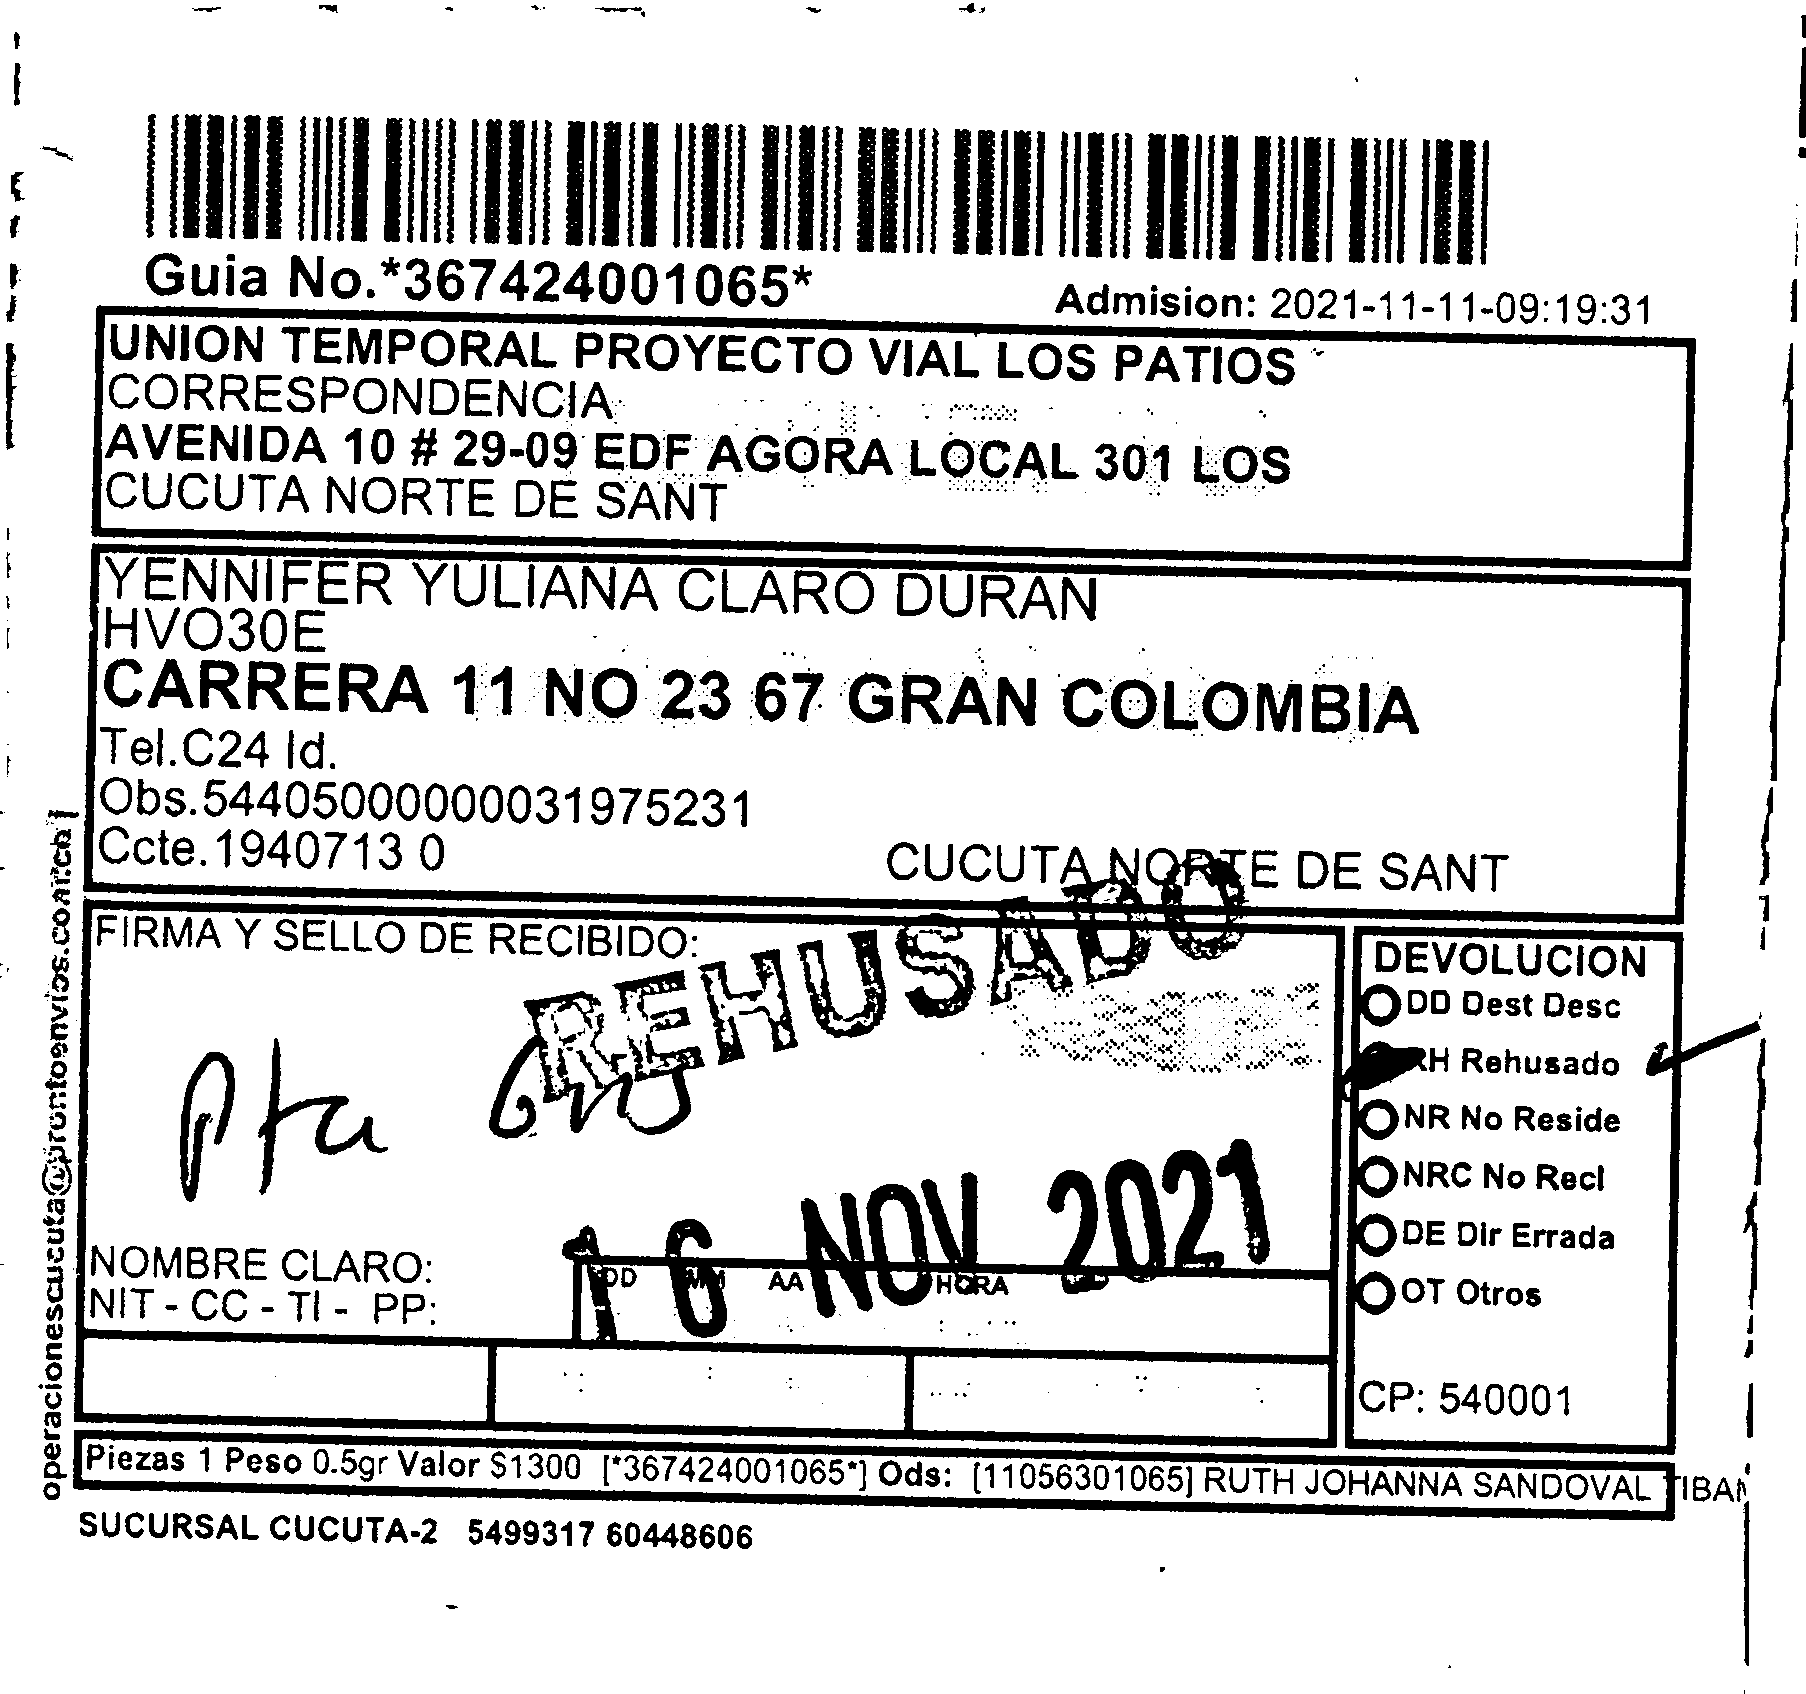 Guia No.*367424001065*
Admision: 2021-11-11-09:19:31
UNION TEMPORAL PROYECTO VIAL LOS PATIOS
CORRESPONDENCIA
AVENIDA 10 # 29-09 EDF AGORA LOCAL 301 LOS
CUCUTA NORTE DE SANT
YENNIFER YULIANA CLARO DURAN
HVO30E
CARRERA 11 NO 23 67 GRAN COLOMBIA
Tel.C24 Id.
Obs.544050000000031975231
Ccte.1940713 0
CUCUTA NORTE DE SANT
FIRMA Y SELLO DE RECIBIDO:
REHUSADO
Pta
16 NOV 2021
NOMBRE CLARO:
DD MM AA HORA
NIT - CC - TI - PP:
DEVOLUCION
DD Dest Desc
RH Rehusado
NR No Reside
NRC No Recl
DE Dir Errada
OT Otros
CP: 540001
Piezas 1 Peso 0.5gr Valor $1300 [*367424001065*] Ods: [11056301065] RUTH JOHANNA SANDOVAL TIBAM
SUCURSAL CUCUTA-2 5499317 60448606